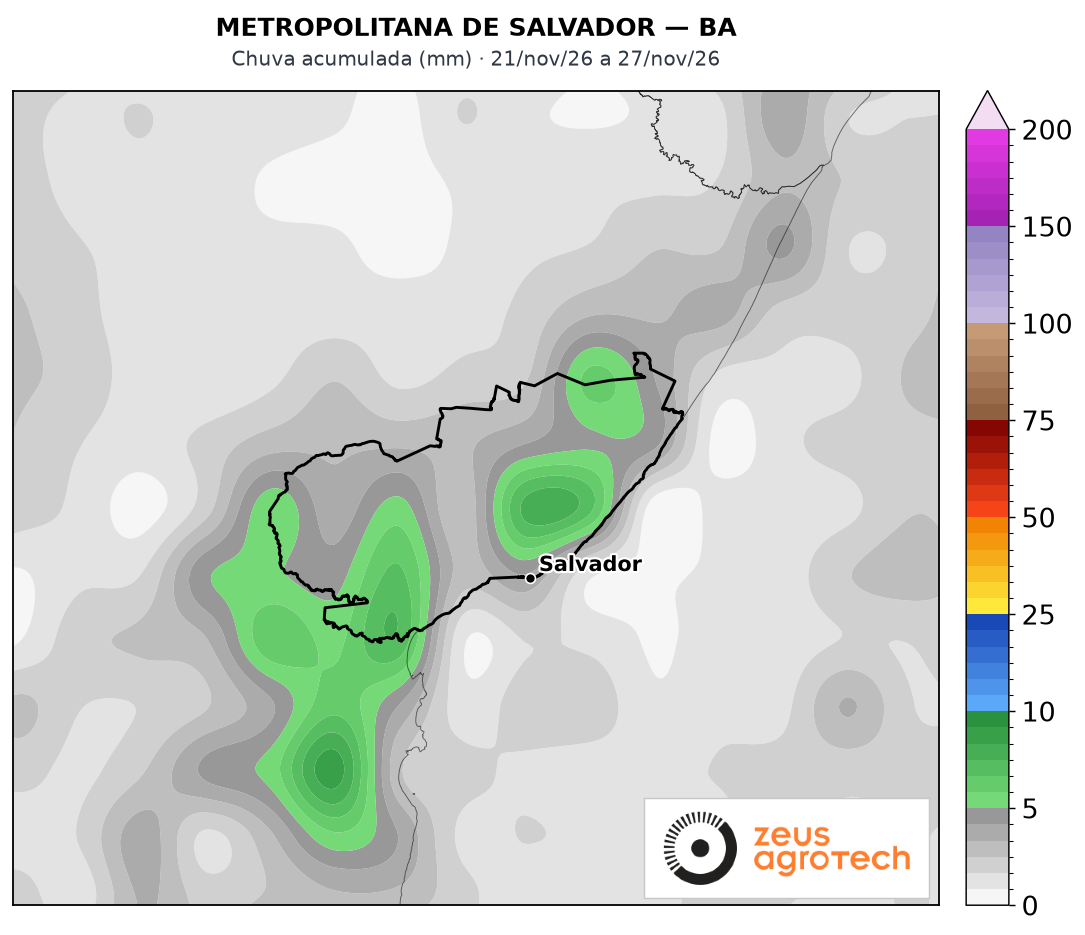 METROPOLITANA DE SALVADOR — BA
Chuva acumulada (mm) · 21/nov/26 a 27/nov/26
200
150
100
75
50
25
10
5
0
Salvador
zeus
agrotech